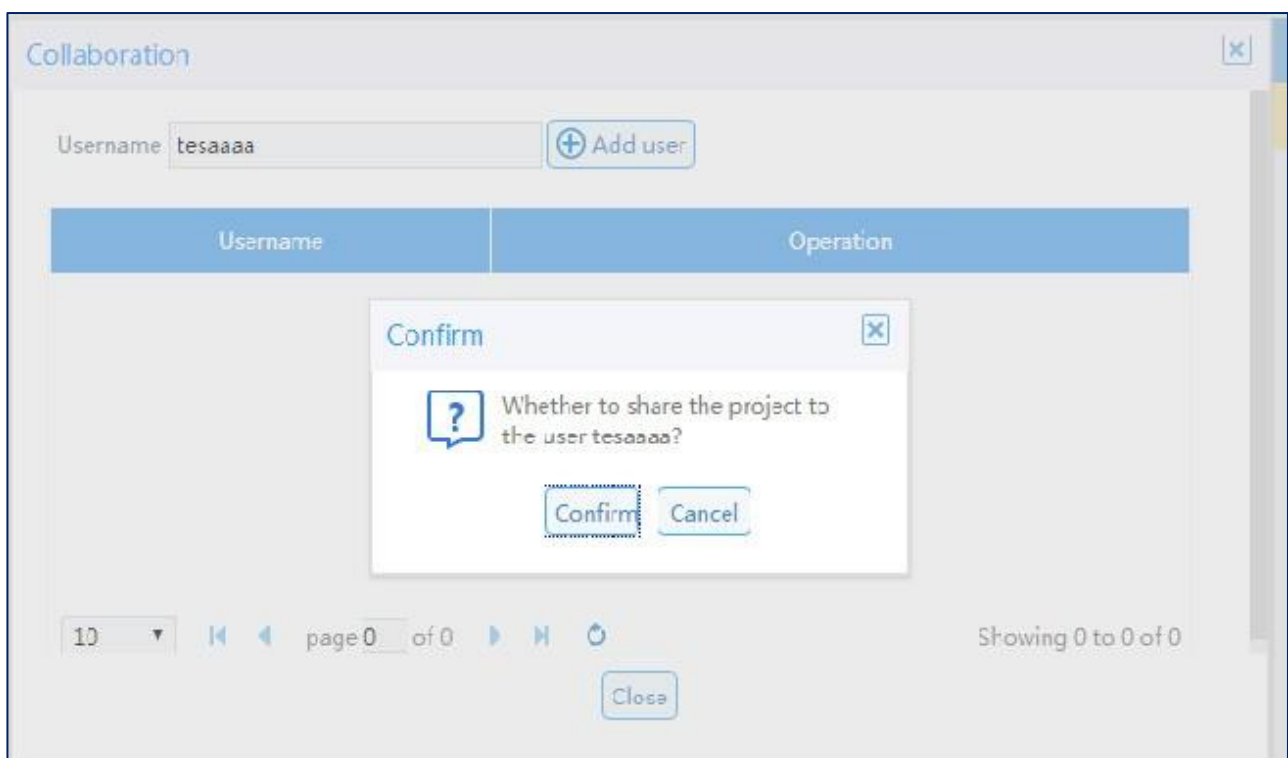 Collaboration
Username tesaaaa Add user
Username Operation
Confirm
Whether to share the project to
the user tesaaaa?
Confirm Cancel
10 page 0 of 0 Showing 0 to 0 of 0
Close